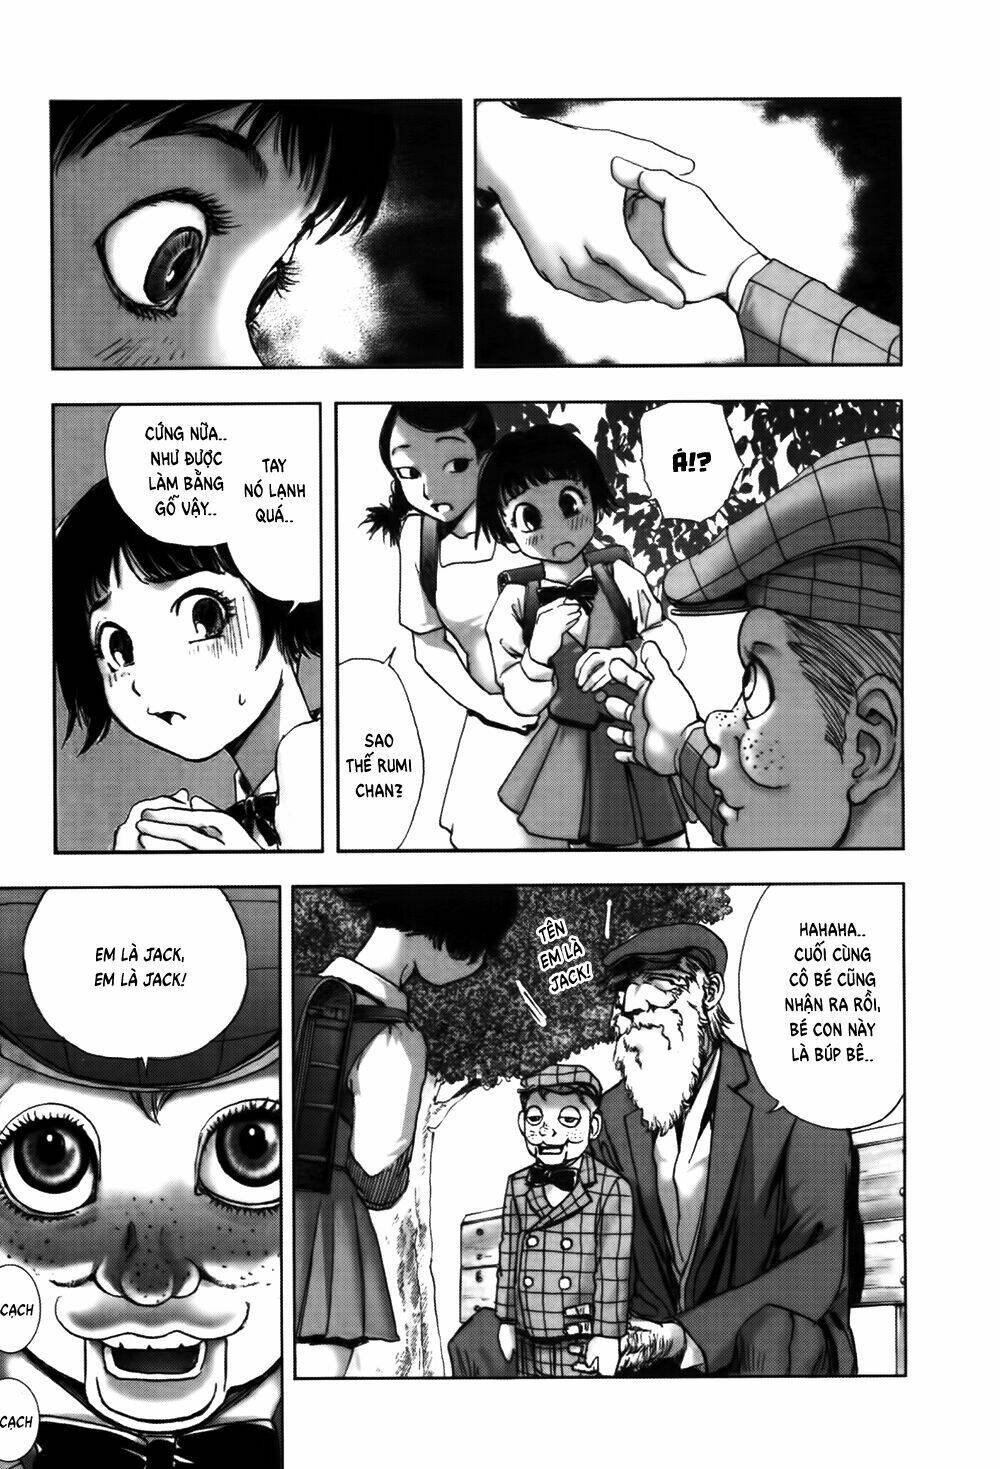 Á!?
SAO
THẾ RUMI
CHAN?
TAY
NÓ LẠNH
QUÁ..
CỨNG NỮA..
NHƯ ĐƯỢC
LÀM BẰNG
GỖ VẬY..
HAHAHA..
CUỐI CÙNG
CÔ BÉ CŨNG
NHẬN RA RỒI,
BÉ CON NÀY
LÀ BÚP BÊ..
TÊN
EM LÀ
JACK!
EM LÀ JACK,
EM LÀ JACK!
CẠCH
CẠCH